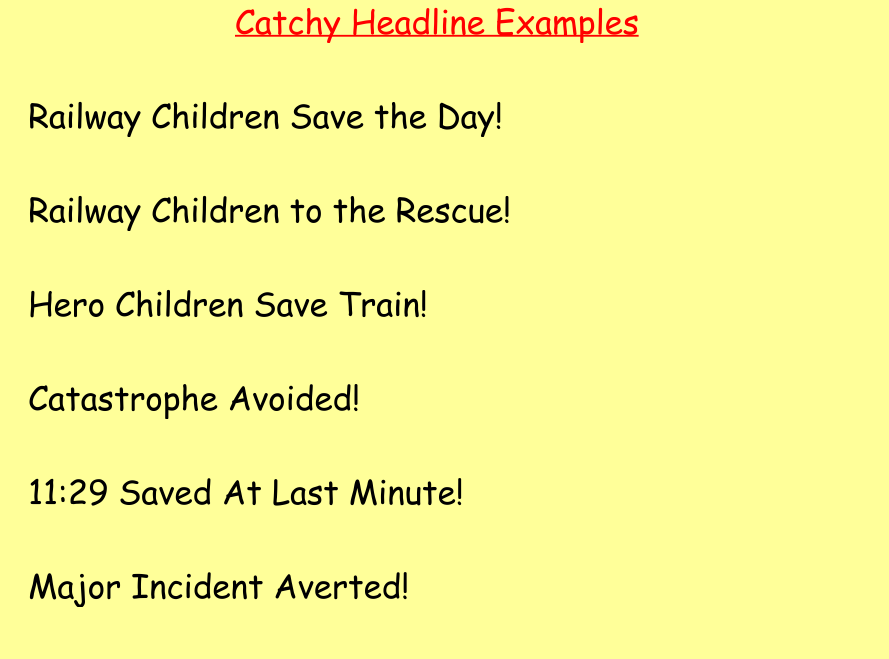 Catchy Headline Examples
Railway Children Save the Day!
Railway Children to the Rescue!
Hero Children Save Train!
Catastrophe Avoided!
11:29 Saved At Last Minute!
Major Incident Averted!